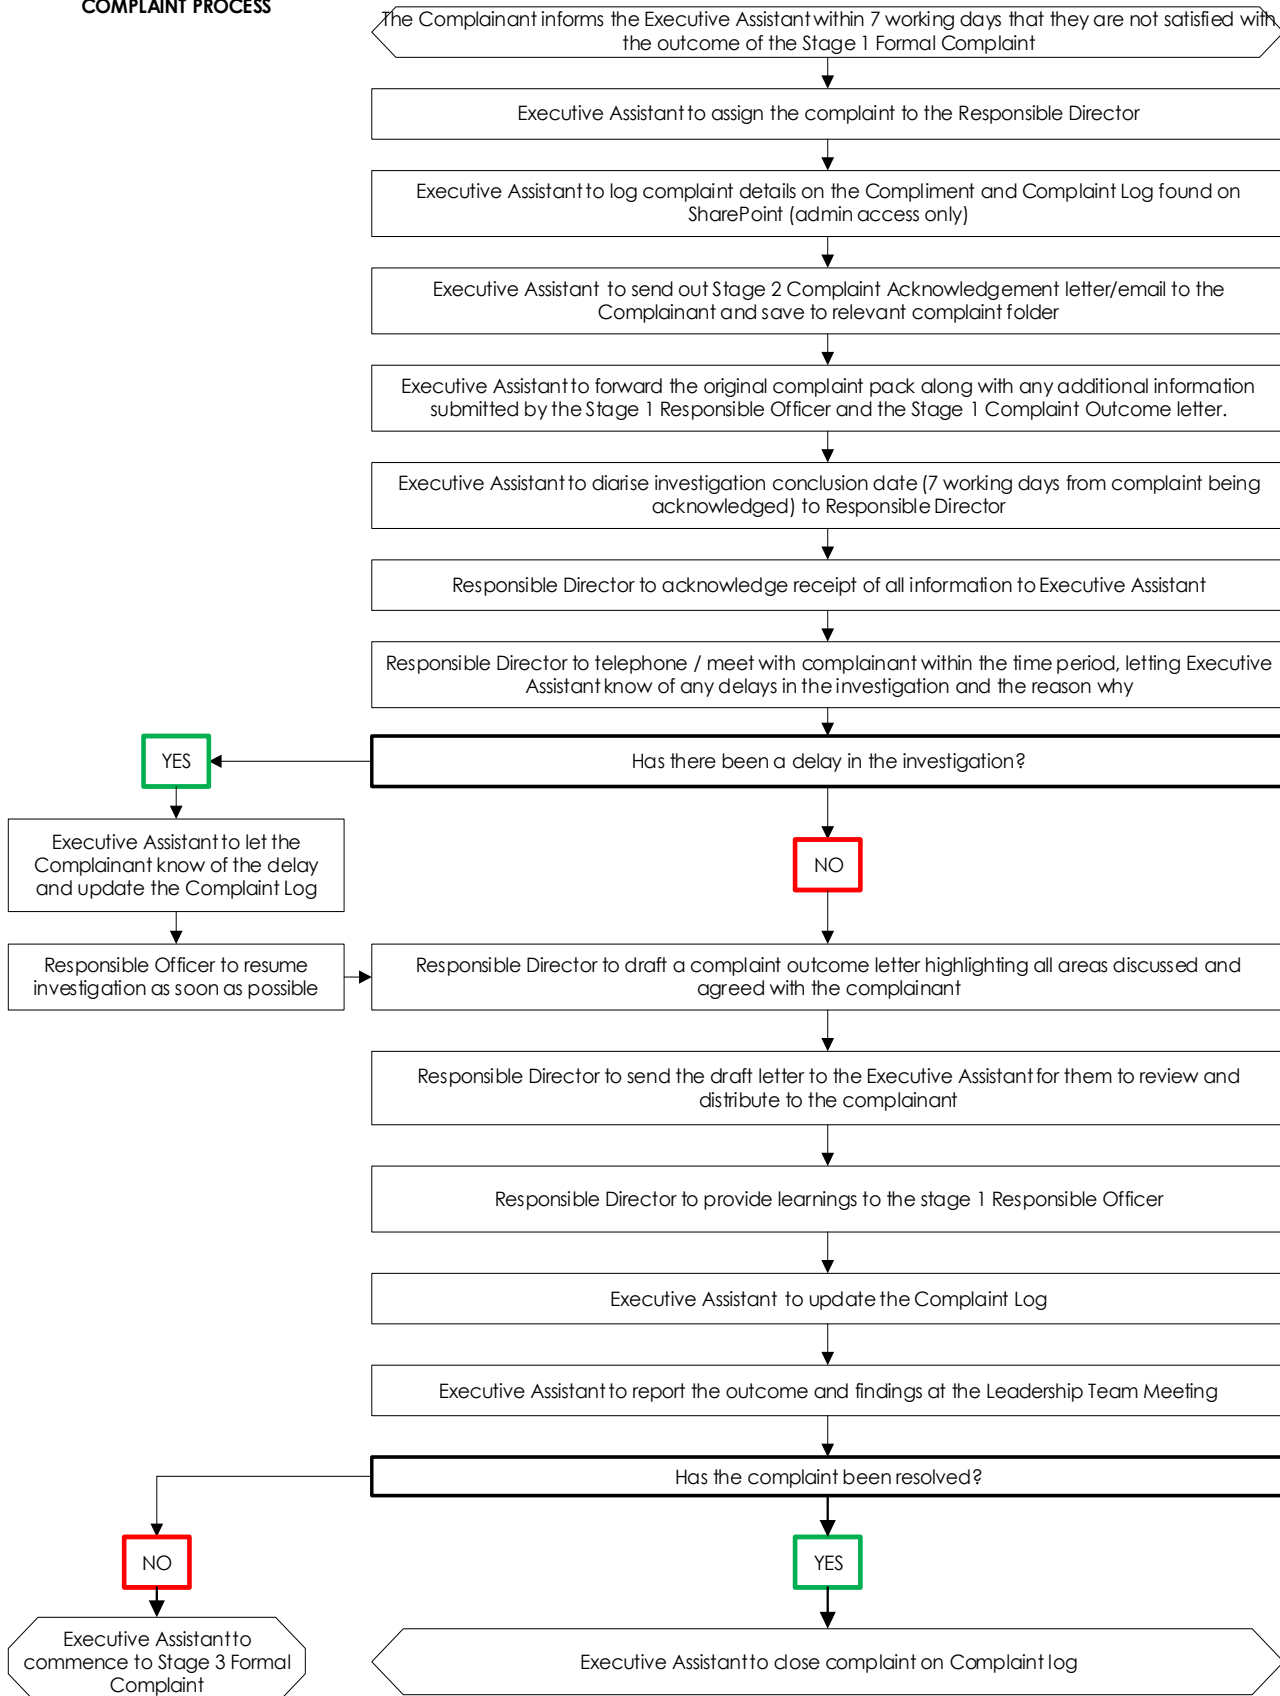 COMPLAINT PROCESS
The Complainant informs the Executive Assistant within 7 working days that they are not satisfied with
the outcome of the Stage 1 Formal Complaint
Executive Assistant to assign the complaint to the Responsible Director
Executive Assistant to log complaint details on the Compliment and Complaint Log found on
SharePoint (admin access only)
Executive Assistant to send out Stage 2 Complaint Acknowledgement letter/email to the
Complainant and save to relevant complaint folder
Executive Assistant to forward the original complaint pack along with any additional information
submitted by the Stage 1 Responsible Officer and the Stage 1 Complaint Outcome letter.
Executive Assistant to diarise investigation conclusion date (7 working days from complaint being
acknowledged) to Responsible Director
Responsible Director to acknowledge receipt of all information to Executive Assistant
Responsible Director to telephone / meet with complainant within the time period, letting Executive
Assistant know of any delays in the investigation and the reason why
Has there been a delay in the investigation?
YES
Executive Assistant to let the
Complainant know of the delay
and update the Complaint Log
NO
Responsible Officer to resume
investigation as soon as possible
Responsible Director to draft a complaint outcome letter highlighting all areas discussed and
agreed with the complainant
Responsible Director to send the draft letter to the Executive Assistant for them to review and
distribute to the complainant
Responsible Director to provide learnings to the stage 1 Responsible Officer
Executive Assistant to update the Complaint Log
Executive Assistant to report the outcome and findings at the Leadership Team Meeting
Has the complaint been resolved?
NO
YES
Executive Assistant to
commence to Stage 3 Formal
Complaint
Executive Assistant to close complaint on Complaint log